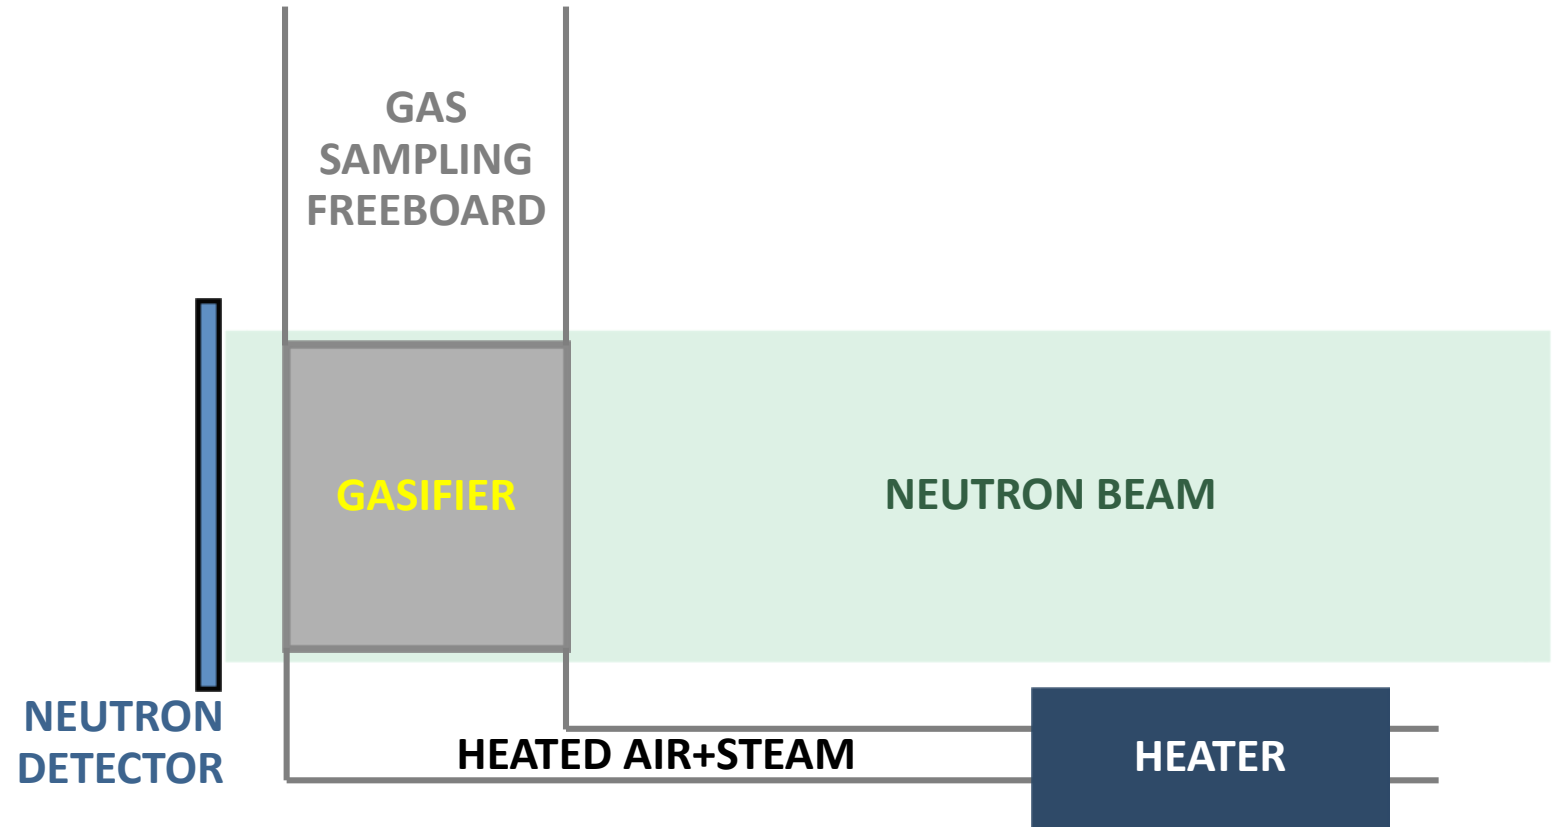 GAS
SAMPLING
FREEBOARD
GASIFIER
NEUTRON BEAM
NEUTRON
DETECTOR
HEATED AIR+STEAM
HEATER